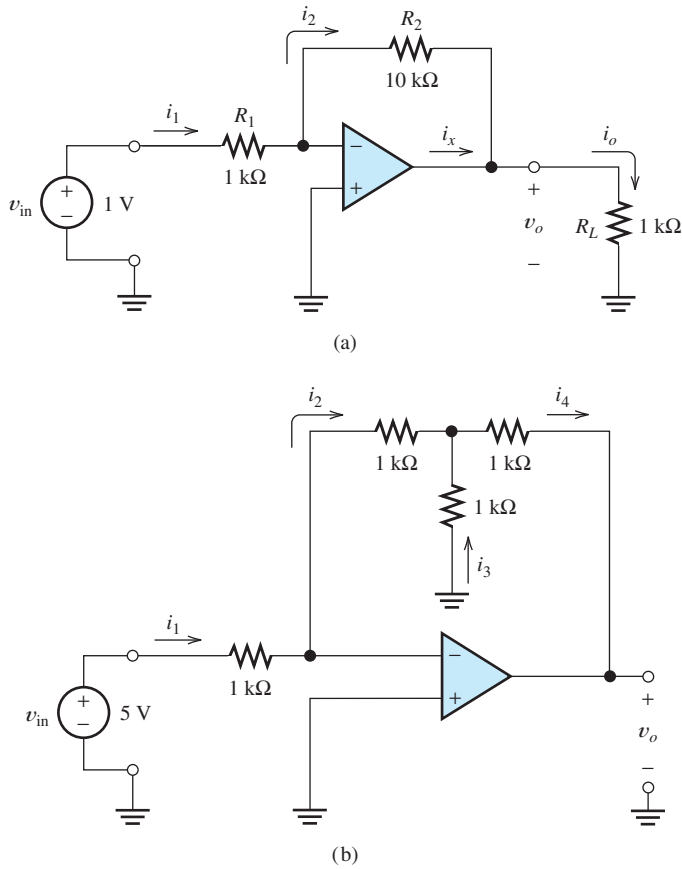 i2
R2
10 kΩ
i1
R1
1 kΩ
−
+
ix
io
vin
+
−
1 V
+
vo
−
RL
1 kΩ
(a)
i2
i4
1 kΩ
1 kΩ
1 kΩ
i3
i1
1 kΩ
−
+
vin
+
−
5 V
+
vo
−
(b)